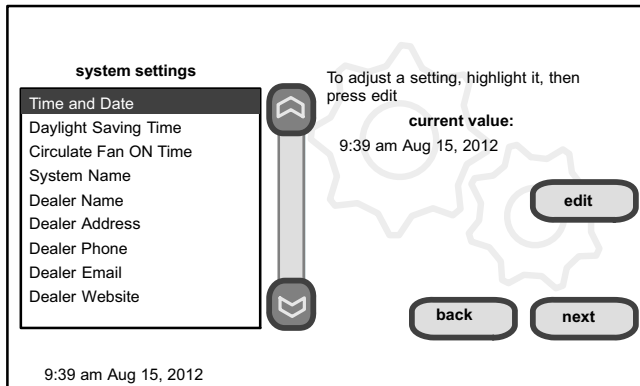 system settings
Time and Date
Daylight Saving Time
Circulate Fan ON Time
System Name
Dealer Name
Dealer Address
Dealer Phone
Dealer Email
Dealer Website
To adjust a setting, highlight it, then
press edit
current value:
9:39 am Aug 15, 2012
edit
back
next
9:39 am Aug 15, 2012